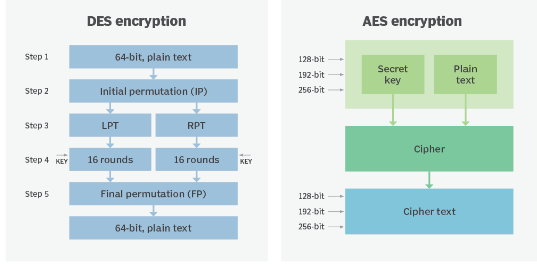 DES encryption
Step 1
64-bit, plain text
Step 2
Initial permutation (IP)
Step 3
LPT
RPT
Step 4
KEY
16 rounds
16 rounds
KEY
Step 5
Final permutation (FP)
64-bit, plain text
AES encryption
128-bit
192-bit
256-bit
Secret
key
Plain
text
Cipher
128-bit
192-bit
256-bit
Cipher text